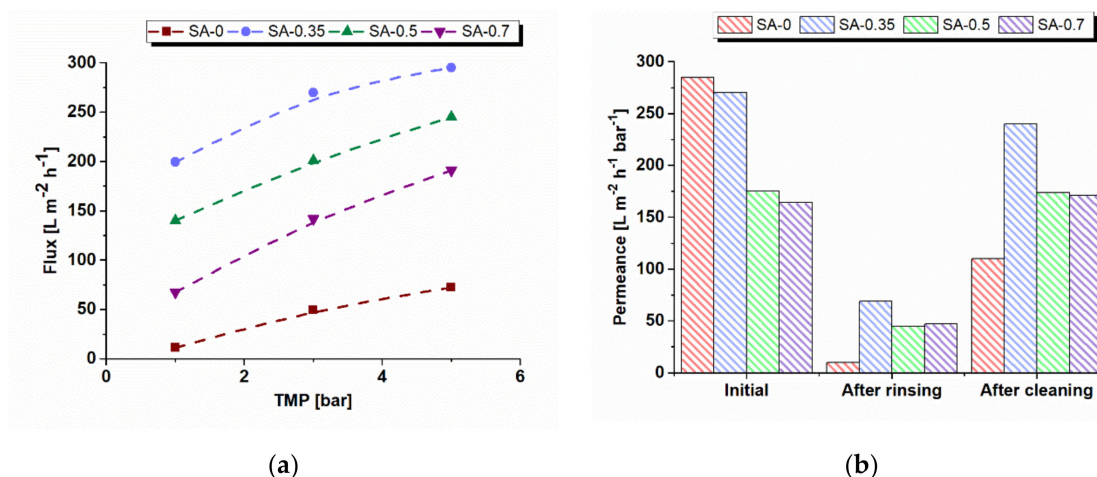 SA-0 SA-0.35 SA-0.5 SA-0.7
300
250
200
150
100
50
0
Flux [L m⁻² h⁻¹]
0 2 4 6
TMP [bar]
(a)
SA-0 SA-0.35 SA-0.5 SA-0.7
300
250
200
150
100
50
0
Permeance [L m⁻² h⁻¹ bar⁻¹]
Initial After rinsing After cleaning
(b)